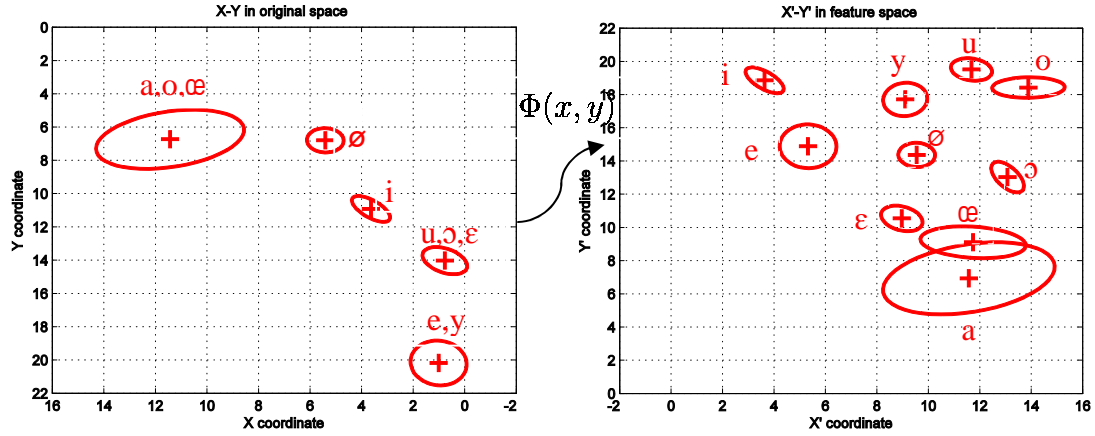 X-Y in original space
0
2
4
6
8
10
12
14
16
18
20
22
Y coordinate
16 14 12 10 8 6 4 2 0 -2
X coordinate
a,o,œ
ø
i
u,ɔ,ɛ
e,y
Φ(x, y)
X'-Y' in feature space
22
20
18
16
14
12
10
8
6
4
2
0
Y' coordinate
-2 0 2 4 6 8 10 12 14 16
X' coordinate
i
y
u
o
e
ø
ɔ
ɛ
œ
a